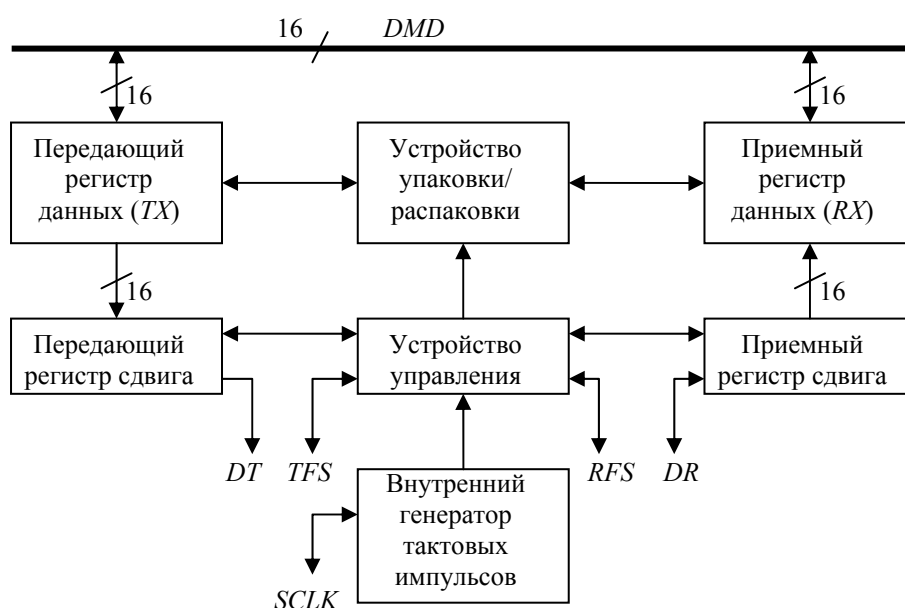 16 DMD
16
16
Передающий
регистр
данных (TX)
Устройство
упаковки/
распаковки
Приемный
регистр
данных (RX)
16
16
Передающий
регистр сдвига
Устройство
управления
Приемный
регистр сдвига
DT
TFS
RFS
DR
Внутренний
генератор
тактовых
импульсов
SCLK